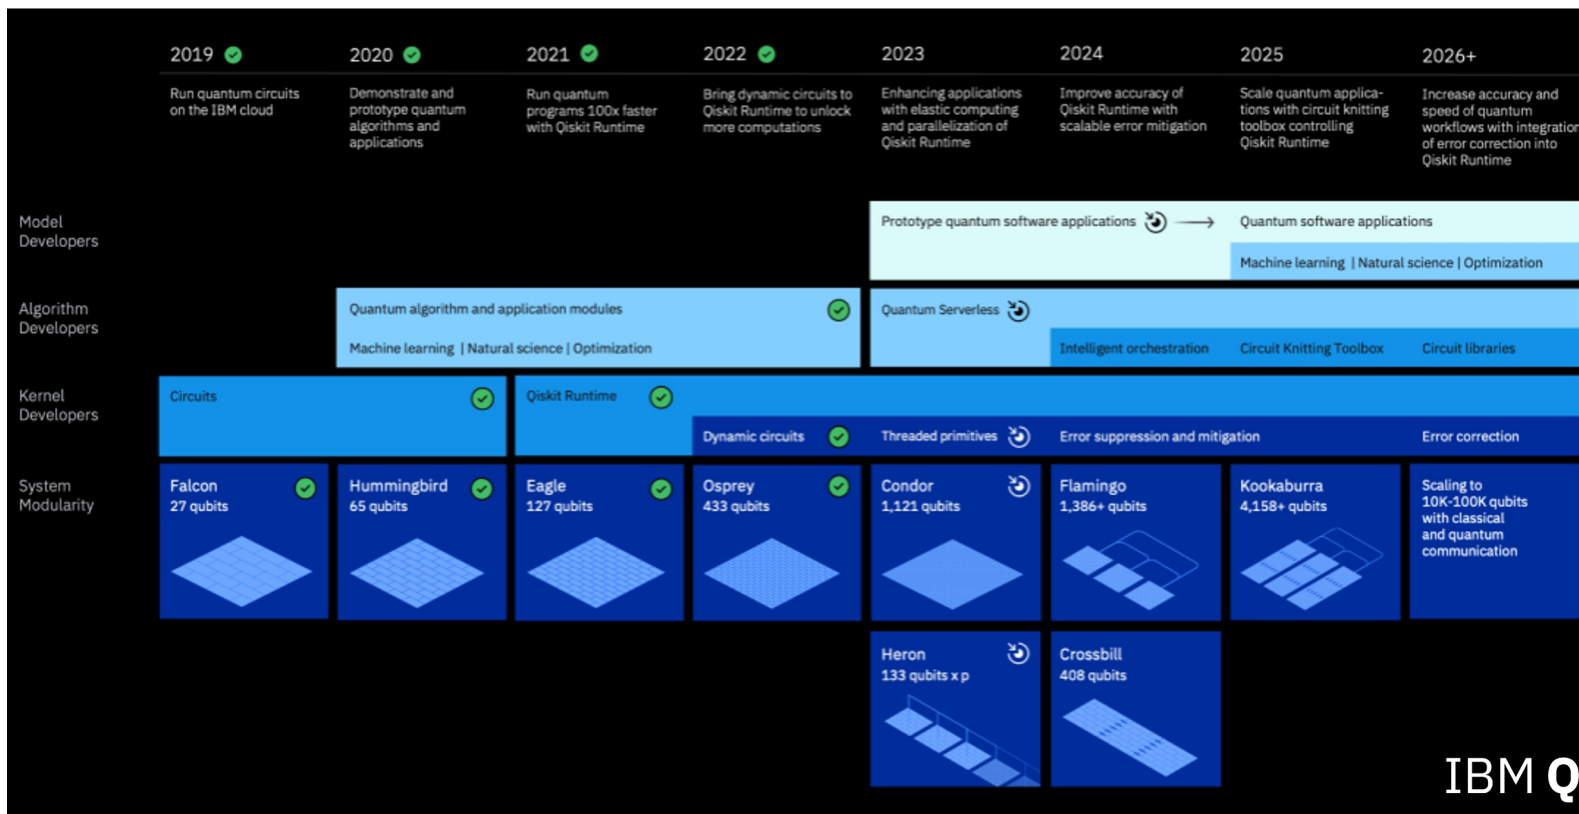 2019
2020
2021
2022
2023
2024
2025
2026+
Run quantum circuits
on the IBM cloud
Demonstrate and
prototype quantum
algorithms and
applications
Run quantum
programs 100x faster
with Qiskit Runtime
Bring dynamic circuits to
Qiskit Runtime to unlock
more computations
Enhancing applications
with elastic computing
and parallelization of
Qiskit Runtime
Improve accuracy of
Qiskit Runtime with
scalable error mitigation
Scale quantum applica-
tions with circuit knitting
toolbox controlling
Qiskit Runtime
Increase accuracy and
speed of quantum
workflows with integration
of error correction into
Qiskit Runtime
Model
Developers
Prototype quantum software applications
Quantum software applications
Machine learning | Natural science | Optimization
Algorithm
Developers
Quantum algorithm and application modules
Machine learning | Natural science | Optimization
Quantum Serverless
Intelligent orchestration
Circuit Knitting Toolbox
Circuit libraries
Kernel
Developers
Circuits
Qiskit Runtime
Dynamic circuits
Threaded primitives
Error suppression and mitigation
Error correction
System
Modularity
Falcon
27 qubits
Hummingbird
65 qubits
Eagle
127 qubits
Osprey
433 qubits
Condor
1,121 qubits
Flamingo
1,386+ qubits
Kookaburra
4,158+ qubits
Scaling to
10K-100K qubits
with classical
and quantum
communication
Heron
133 qubits x p
Crossbill
408 qubits
IBM Q